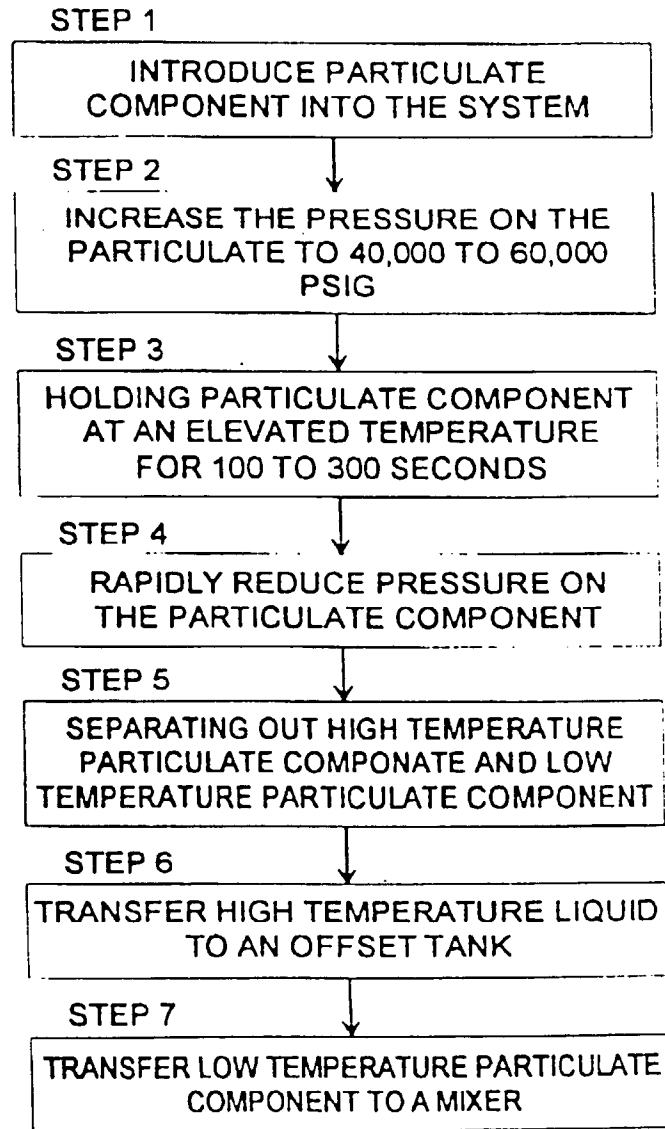 STEP 1
INTRODUCE PARTICULATE
COMPONENT INTO THE SYSTEM
STEP 2
INCREASE THE PRESSURE ON THE
PARTICULATE TO 40,000 TO 60,000
PSIG
STEP 3
HOLDING PARTICULATE COMPONENT
AT AN ELEVATED TEMPERATURE
FOR 100 TO 300 SECONDS
STEP 4
RAPIDLY REDUCE PRESSURE ON
THE PARTICULATE COMPONENT
STEP 5
SEPARATING OUT HIGH TEMPERATURE
PARTICULATE COMPONATE AND LOW
TEMPERATURE PARTICULATE COMPONENT
STEP 6
TRANSFER HIGH TEMPERATURE LIQUID
TO AN OFFSET TANK
STEP 7
TRANSFER LOW TEMPERATURE PARTICULATE
COMPONENT TO A MIXER